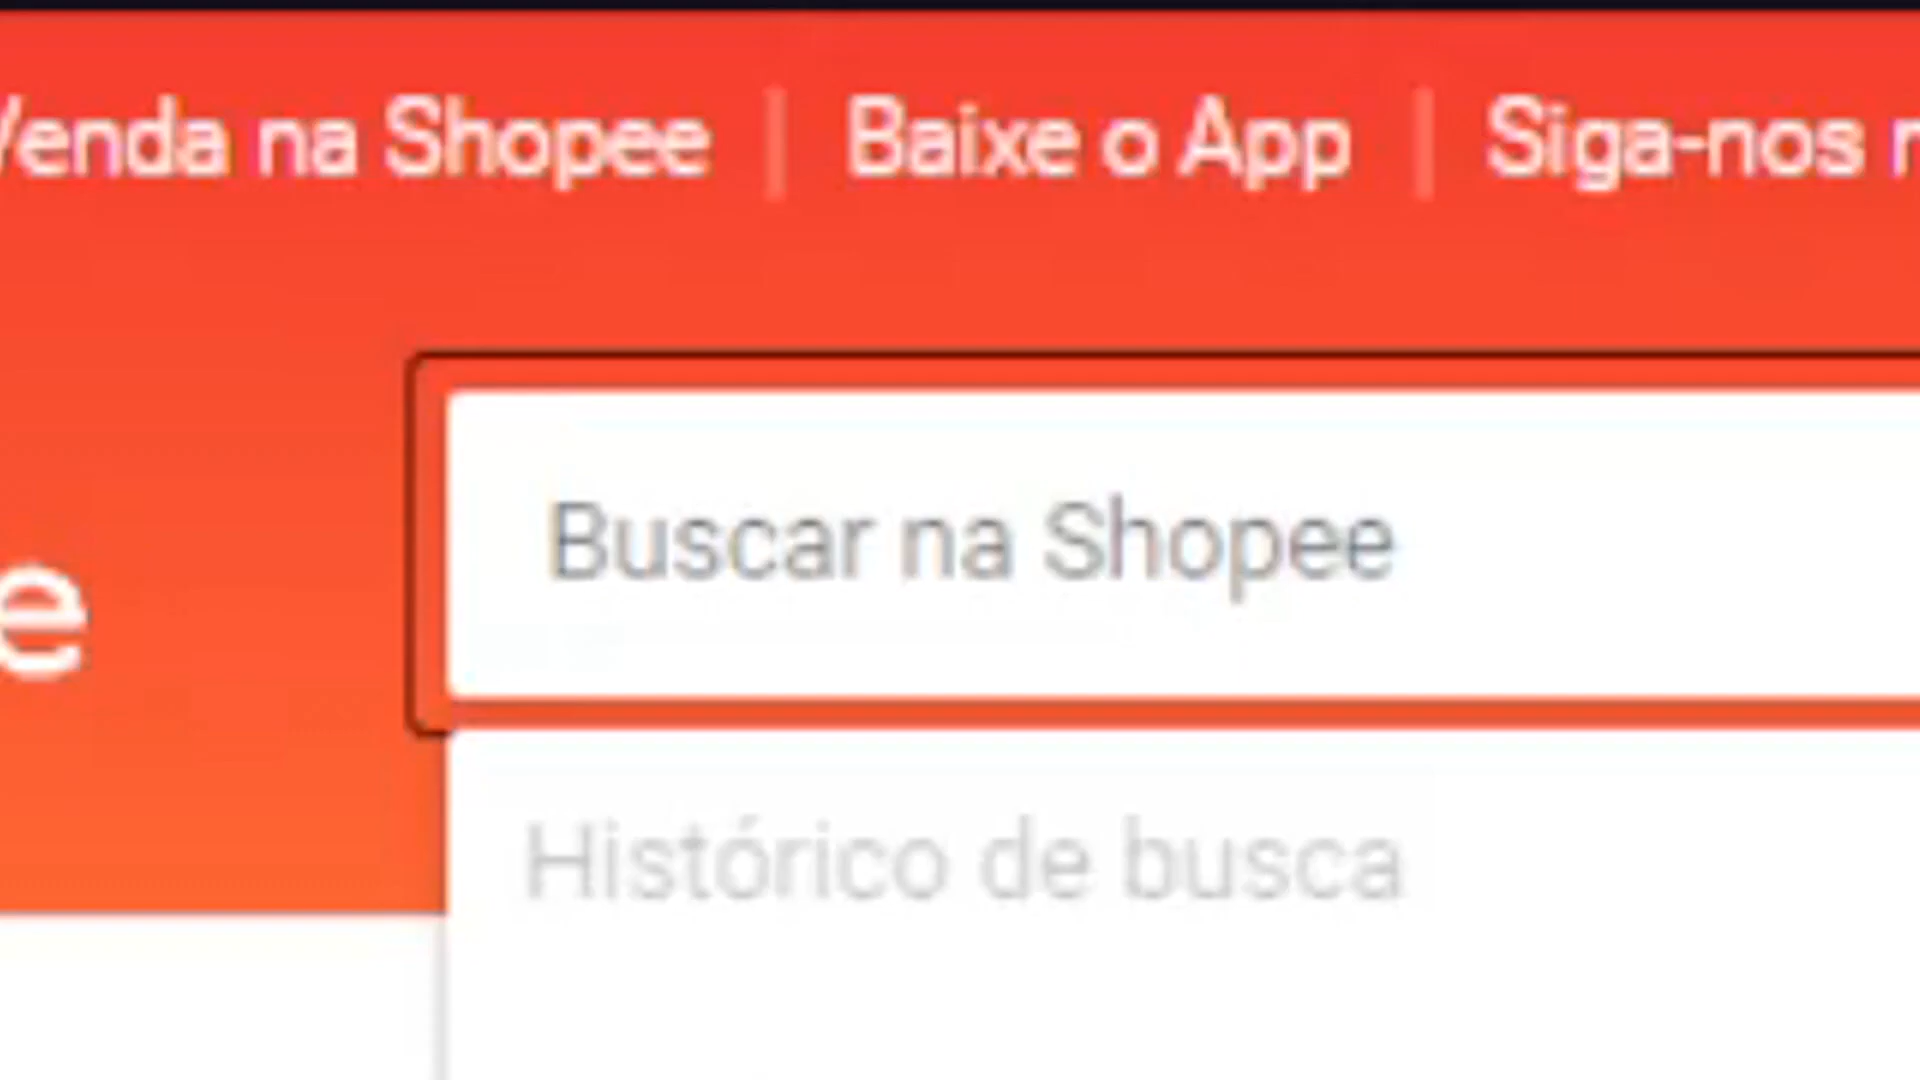 Venda na Shopee | Baixe o App | Siga-nos
e
Buscar na Shopee
Histórico de busca